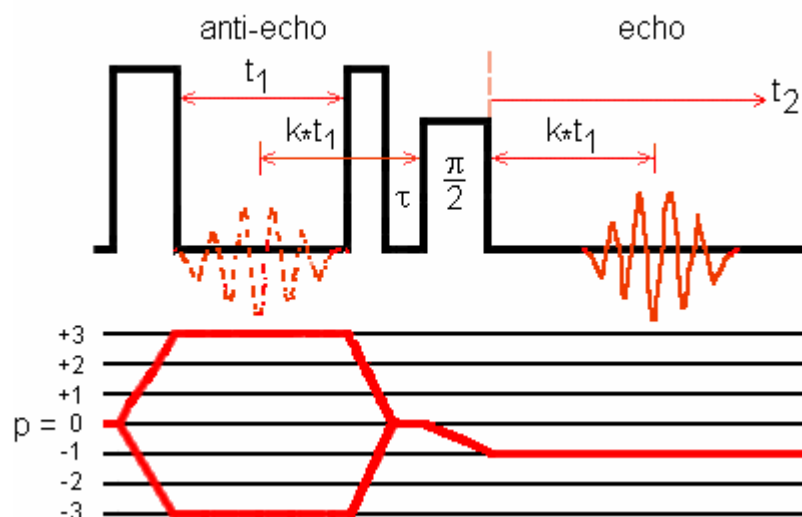 anti-echo echo
t1 t2
k*t1 k*t1
τ π/2
+3
+2
+1
p = 0
-1
-2
-3